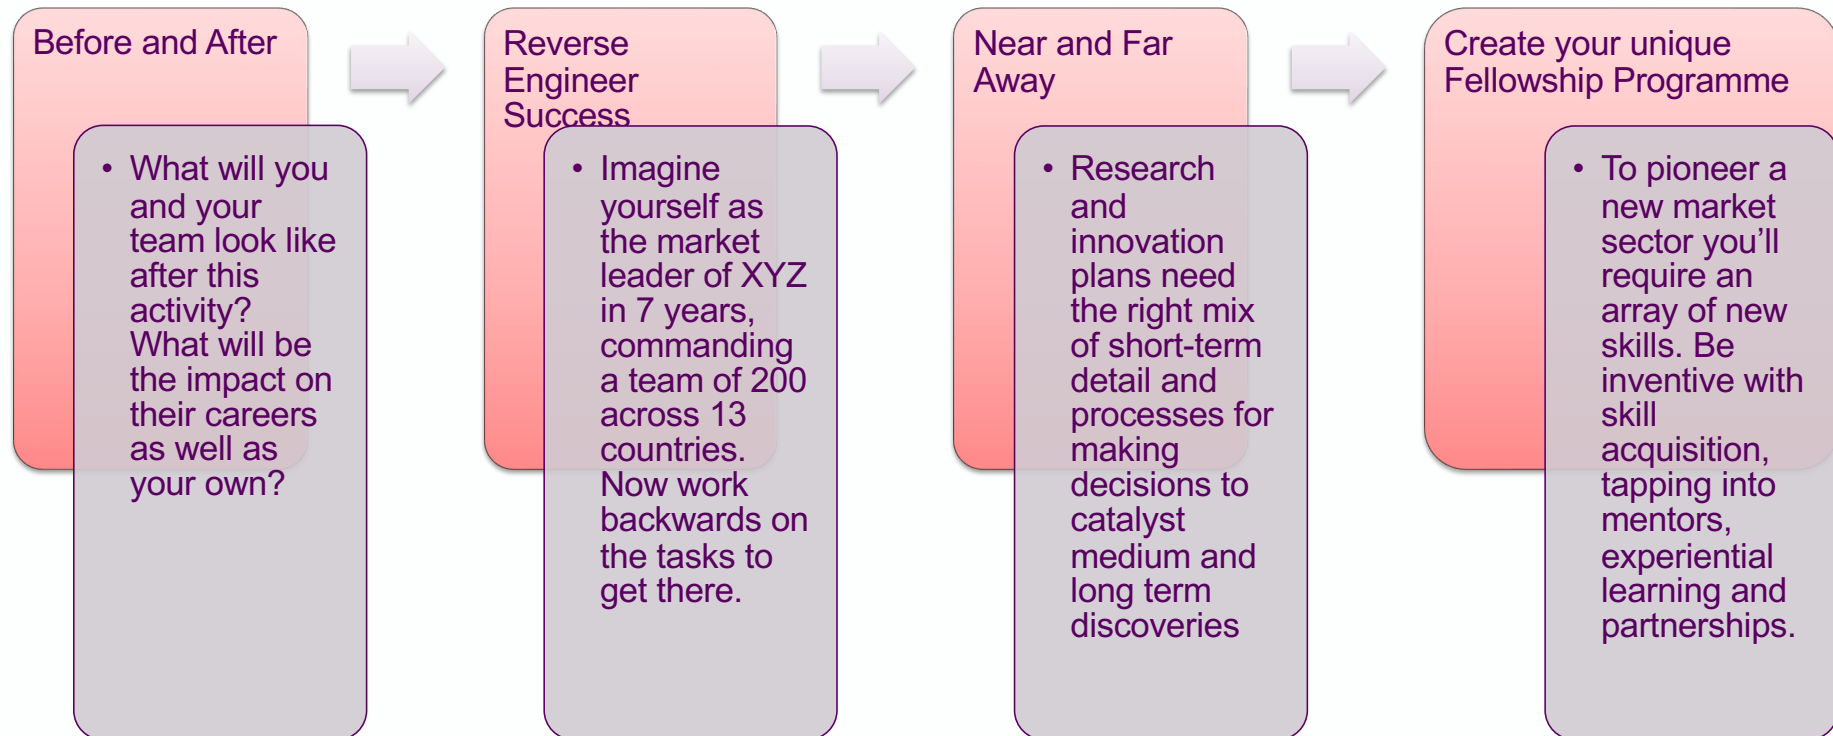 Before and After
• What will you
and your
team look like
after this
activity?
What will be
the impact on
their careers
as well as
your own?
Reverse
Engineer
Success
• Imagine
yourself as
the market
leader of XYZ
in 7 years,
commanding
a team of 200
across 13
countries.
Now work
backwards on
the tasks to
get there.
Near and Far
Away
• Research
and
innovation
plans need
the right mix
of short-term
detail and
processes for
making
decisions to
catalyst
medium and
long term
discoveries
Create your unique
Fellowship Programme
• To pioneer a
new market
sector you’ll
require an
array of new
skills. Be
inventive with
skill
acquisition,
tapping into
mentors,
experiential
learning and
partnerships.